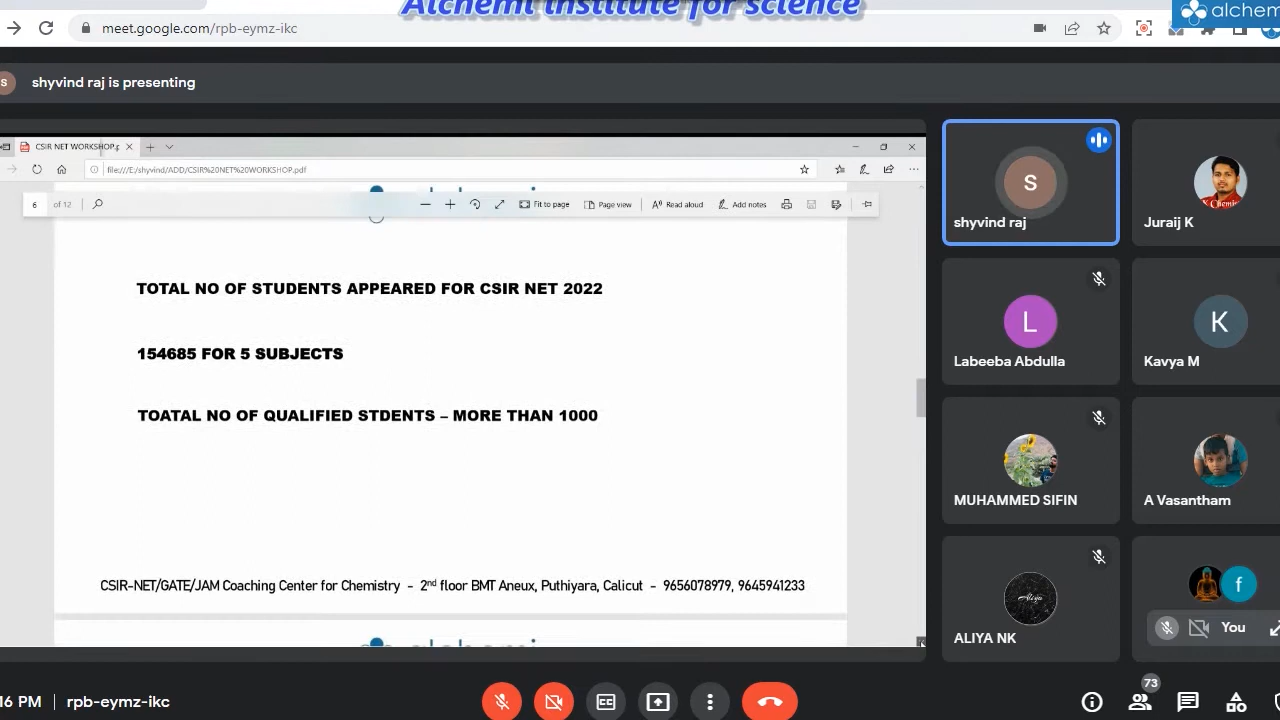 Alchemi institute for science
alchem
meet.google.com/rpb-eymz-ikc
S
shyvind raj is presenting
CSIR NET WORKSHOP.p
file:///E:/shyvind/ADD/CSIR%20NET%20WORKSHOP.pdf
6 of 12
Fit to page
Page view
Read aloud
Add notes
TOTAL NO OF STUDENTS APPEARED FOR CSIR NET 2022
154685 FOR 5 SUBJECTS
TOATAL NO OF QUALIFIED STDENTS – MORE THAN 1000
CSIR-NET/GATE/JAM Coaching Center for Chemistry - 2nd floor BMT Aneux, Puthiyara, Calicut - 9656078979, 9645941233
S
shyvind raj
Juraij K
L
Labeeba Abdulla
K
Kavya M
MUHAMMED SIFIN
A Vasantham
Aliya
ALIYA NK
f
You
16 PM
rpb-eymz-ikc
73